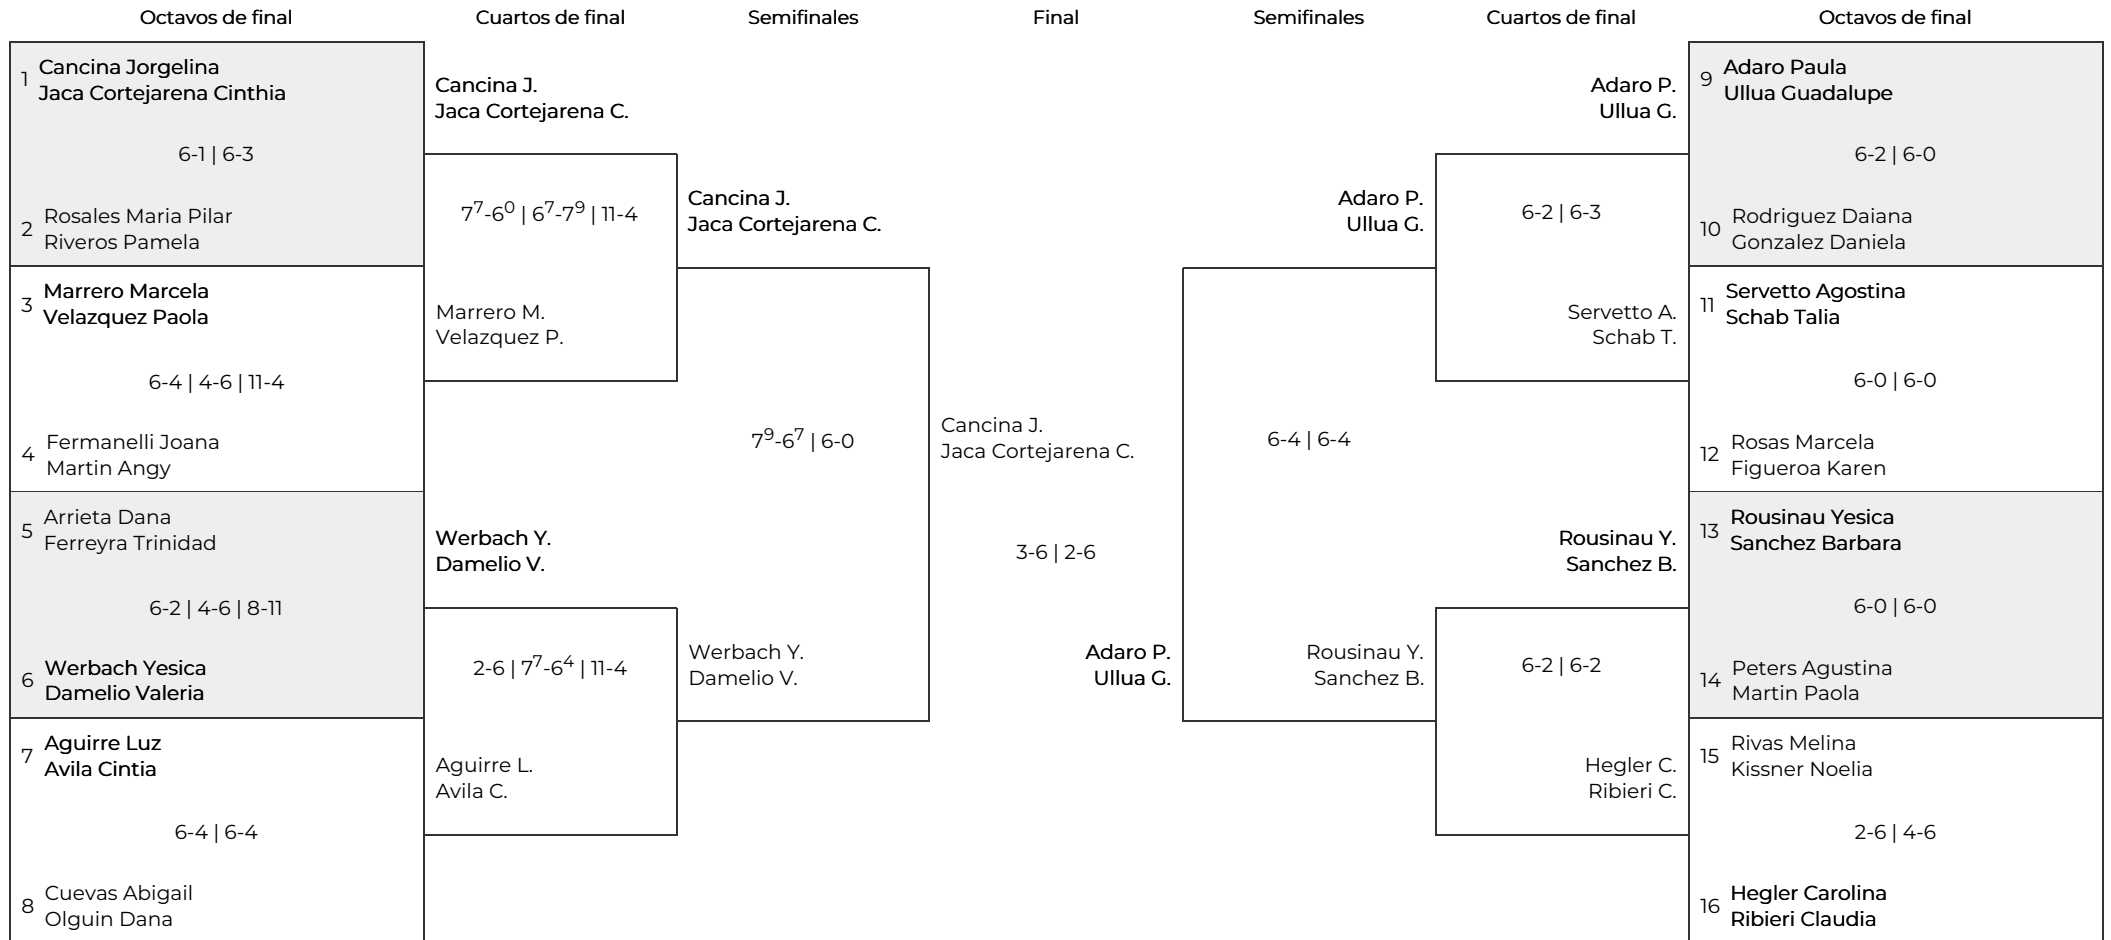 Octavos de final
Cuartos de final
Semifinales
Final
Semifinales
Cuartos de final
Octavos de final
1
Cancina Jorgelina
Jaca Cortejarena Cinthia
6-1 | 6-3
2
Rosales Maria Pilar
Riveros Pamela
3
Marrero Marcela
Velazquez Paola
6-4 | 4-6 | 11-4
4
Fermanelli Joana
Martin Angy
5
Arrieta Dana
Ferreyra Trinidad
6-2 | 4-6 | 8-11
6
Werbach Yesica
Damelio Valeria
7
Aguirre Luz
Avila Cintia
6-4 | 6-4
8
Cuevas Abigail
Olguin Dana
Cancina J.
Jaca Cortejarena C.
7⁷-6⁰ | 6⁷-7⁹ | 11-4
Marrero M.
Velazquez P.
Werbach Y.
Damelio V.
2-6 | 7⁷-6⁴ | 11-4
Aguirre L.
Avila C.
Cancina J.
Jaca Cortejarena C.
7⁹-6⁷ | 6-0
Werbach Y.
Damelio V.
Cancina J.
Jaca Cortejarena C.
3-6 | 2-6
Adaro P.
Ullua G.
Adaro P.
Ullua G.
6-4 | 6-4
Rousinau Y.
Sanchez B.
Adaro P.
Ullua G.
6-2 | 6-3
Servetto A.
Schab T.
Rousinau Y.
Sanchez B.
6-2 | 6-2
Hegler C.
Ribieri C.
9
Adaro Paula
Ullua Guadalupe
6-2 | 6-0
10
Rodriguez Daiana
Gonzalez Daniela
11
Servetto Agostina
Schab Talia
6-0 | 6-0
12
Rosas Marcela
Figueroa Karen
13
Rousinau Yesica
Sanchez Barbara
6-0 | 6-0
14
Peters Agustina
Martin Paola
15
Rivas Melina
Kissner Noelia
2-6 | 4-6
16
Hegler Carolina
Ribieri Claudia